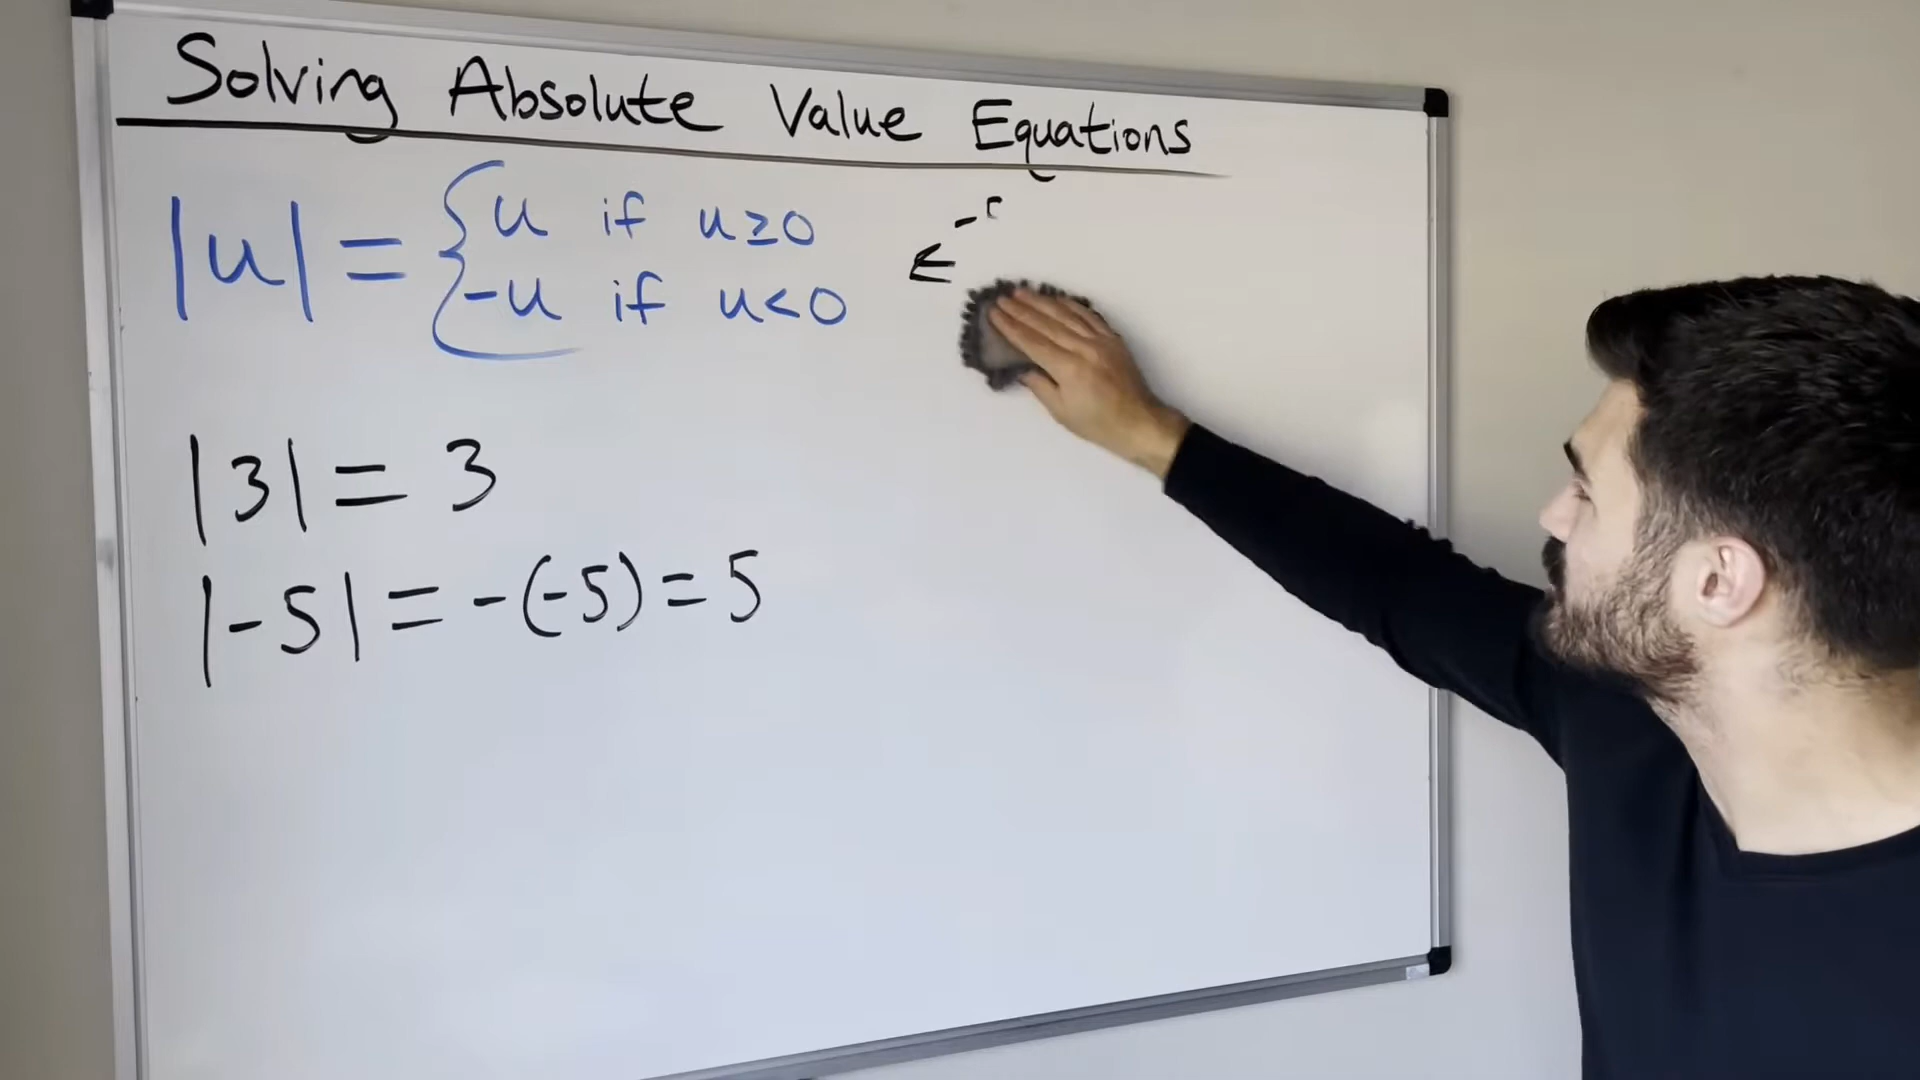 Solving Absolute Value Equations
|u| = { u if u≥0
-u if u<0
|3| = 3
|-5| = -(-5) = 5